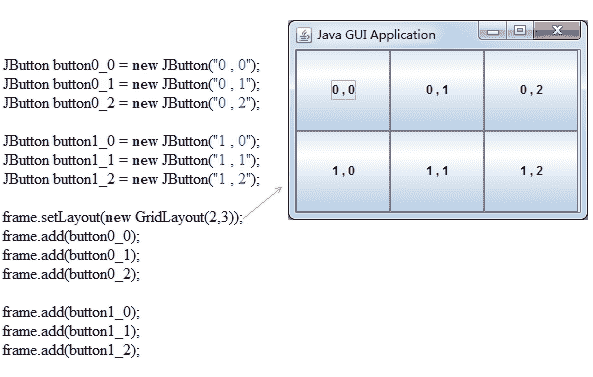 JButton button0_0 = new JButton("0 , 0");
JButton button0_1 = new JButton("0 , 1");
JButton button0_2 = new JButton("0 , 2");
JButton button1_0 = new JButton("1 , 0");
JButton button1_1 = new JButton("1 , 1");
JButton button1_2 = new JButton("1 , 2");
frame.setLayout(new GridLayout(2,3));
frame.add(button0_0);
frame.add(button0_1);
frame.add(button0_2);
frame.add(button1_0);
frame.add(button1_1);
frame.add(button1_2);
Java GUI Application
0 , 0 0 , 1 0 , 2
1 , 0 1 , 1 1 , 2